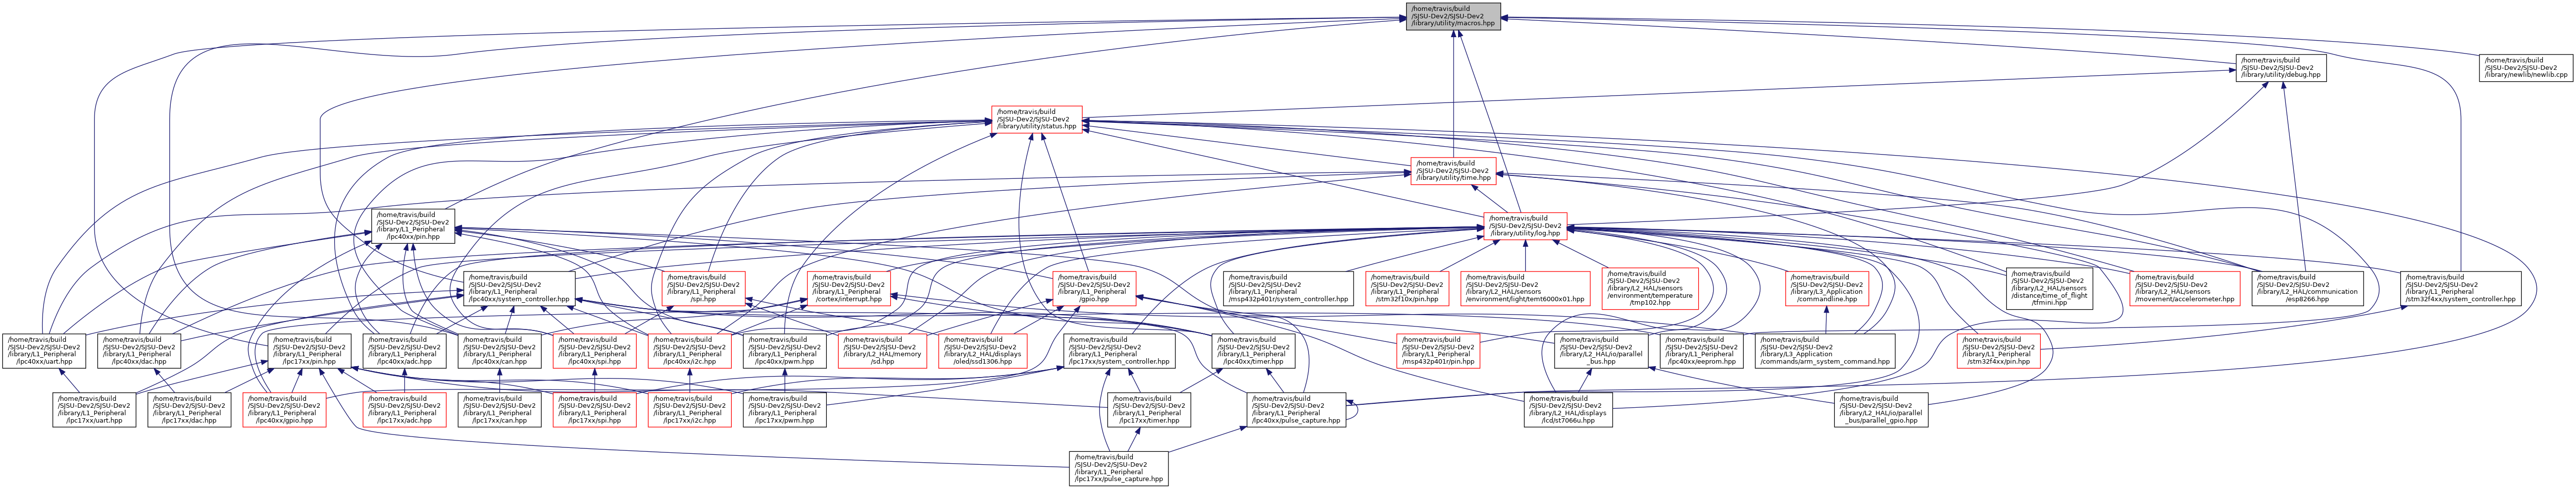 /home/travis/build
/SJSU-Dev2/SJSU-Dev2
/library/utility/macros.hpp
/home/travis/build
/SJSU-Dev2/SJSU-Dev2
/library/utility/debug.hpp
/home/travis/build
/SJSU-Dev2/SJSU-Dev2
/library/newlib/newlib.cpp
/home/travis/build
/SJSU-Dev2/SJSU-Dev2
/library/utility/status.hpp
/home/travis/build
/SJSU-Dev2/SJSU-Dev2
/library/utility/time.hpp
/home/travis/build
/SJSU-Dev2/SJSU-Dev2
/library/L1_Peripheral
/lpc40xx/pin.hpp
/home/travis/build
/SJSU-Dev2/SJSU-Dev2
/library/utility/log.hpp
/home/travis/build
/SJSU-Dev2/SJSU-Dev2
/library/L1_Peripheral
/lpc40xx/system_controller.hpp
/home/travis/build
/SJSU-Dev2/SJSU-Dev2
/library/L1_Peripheral
/spi.hpp
/home/travis/build
/SJSU-Dev2/SJSU-Dev2
/library/L1_Peripheral
/cortex/interrupt.hpp
/home/travis/build
/SJSU-Dev2/SJSU-Dev2
/library/L1_Peripheral
/gpio.hpp
/home/travis/build
/SJSU-Dev2/SJSU-Dev2
/library/L1_Peripheral
/msp432p401r/system_controller.hpp
/home/travis/build
/SJSU-Dev2/SJSU-Dev2
/library/L1_Peripheral
/stm32f10x/pin.hpp
/home/travis/build
/SJSU-Dev2/SJSU-Dev2
/library/L2_HAL/sensors
/environment/light/temt6000x01.hpp
/home/travis/build
/SJSU-Dev2/SJSU-Dev2
/library/L2_HAL/sensors
/environment/temperature
/tmp102.hpp
/home/travis/build
/SJSU-Dev2/SJSU-Dev2
/library/L3_Application
/commandline.hpp
/home/travis/build
/SJSU-Dev2/SJSU-Dev2
/library/L2_HAL/sensors
/distance/time_of_flight
/tfmini.hpp
/home/travis/build
/SJSU-Dev2/SJSU-Dev2
/library/L2_HAL/sensors
/movement/accelerometer.hpp
/home/travis/build
/SJSU-Dev2/SJSU-Dev2
/library/L2_HAL/communication
/esp8266.hpp
/home/travis/build
/SJSU-Dev2/SJSU-Dev2
/library/L1_Peripheral
/stm32f4xx/system_controller.hpp
/home/travis/build
/SJSU-Dev2/SJSU-Dev2
/library/L1_Peripheral
/lpc40xx/uart.hpp
/home/travis/build
/SJSU-Dev2/SJSU-Dev2
/library/L1_Peripheral
/lpc40xx/dac.hpp
/home/travis/build
/SJSU-Dev2/SJSU-Dev2
/library/L1_Peripheral
/lpc17xx/pin.hpp
/home/travis/build
/SJSU-Dev2/SJSU-Dev2
/library/L1_Peripheral
/lpc40xx/adc.hpp
/home/travis/build
/SJSU-Dev2/SJSU-Dev2
/library/L1_Peripheral
/lpc40xx/can.hpp
/home/travis/build
/SJSU-Dev2/SJSU-Dev2
/library/L1_Peripheral
/lpc40xx/spi.hpp
/home/travis/build
/SJSU-Dev2/SJSU-Dev2
/library/L1_Peripheral
/lpc40xx/i2c.hpp
/home/travis/build
/SJSU-Dev2/SJSU-Dev2
/library/L1_Peripheral
/lpc40xx/pwm.hpp
/home/travis/build
/SJSU-Dev2/SJSU-Dev2
/library/L2_HAL/memory
/sd.hpp
/home/travis/build
/SJSU-Dev2/SJSU-Dev2
/library/L2_HAL/displays
/oled/ssd1306.hpp
/home/travis/build
/SJSU-Dev2/SJSU-Dev2
/library/L1_Peripheral
/lpc17xx/system_controller.hpp
/home/travis/build
/SJSU-Dev2/SJSU-Dev2
/library/L1_Peripheral
/lpc40xx/timer.hpp
/home/travis/build
/SJSU-Dev2/SJSU-Dev2
/library/L1_Peripheral
/msp432p401r/pin.hpp
/home/travis/build
/SJSU-Dev2/SJSU-Dev2
/library/L2_HAL/io/parallel
_bus.hpp
/home/travis/build
/SJSU-Dev2/SJSU-Dev2
/library/L1_Peripheral
/lpc40xx/eeprom.hpp
/home/travis/build
/SJSU-Dev2/SJSU-Dev2
/library/L3_Application
/commands/arm_system_command.hpp
/home/travis/build
/SJSU-Dev2/SJSU-Dev2
/library/L1_Peripheral
/stm32f4xx/pin.hpp
/home/travis/build
/SJSU-Dev2/SJSU-Dev2
/library/L1_Peripheral
/lpc17xx/uart.hpp
/home/travis/build
/SJSU-Dev2/SJSU-Dev2
/library/L1_Peripheral
/lpc17xx/dac.hpp
/home/travis/build
/SJSU-Dev2/SJSU-Dev2
/library/L1_Peripheral
/lpc40xx/gpio.hpp
/home/travis/build
/SJSU-Dev2/SJSU-Dev2
/library/L1_Peripheral
/lpc17xx/adc.hpp
/home/travis/build
/SJSU-Dev2/SJSU-Dev2
/library/L1_Peripheral
/lpc17xx/can.hpp
/home/travis/build
/SJSU-Dev2/SJSU-Dev2
/library/L1_Peripheral
/lpc17xx/spi.hpp
/home/travis/build
/SJSU-Dev2/SJSU-Dev2
/library/L1_Peripheral
/lpc17xx/i2c.hpp
/home/travis/build
/SJSU-Dev2/SJSU-Dev2
/library/L1_Peripheral
/lpc17xx/pwm.hpp
/home/travis/build
/SJSU-Dev2/SJSU-Dev2
/library/L1_Peripheral
/lpc17xx/timer.hpp
/home/travis/build
/SJSU-Dev2/SJSU-Dev2
/library/L1_Peripheral
/lpc40xx/pulse_capture.hpp
/home/travis/build
/SJSU-Dev2/SJSU-Dev2
/library/L2_HAL/displays
/lcd/st7066u.hpp
/home/travis/build
/SJSU-Dev2/SJSU-Dev2
/library/L2_HAL/io/parallel
_bus/parallel_gpio.hpp
/home/travis/build
/SJSU-Dev2/SJSU-Dev2
/library/L1_Peripheral
/lpc17xx/pulse_capture.hpp